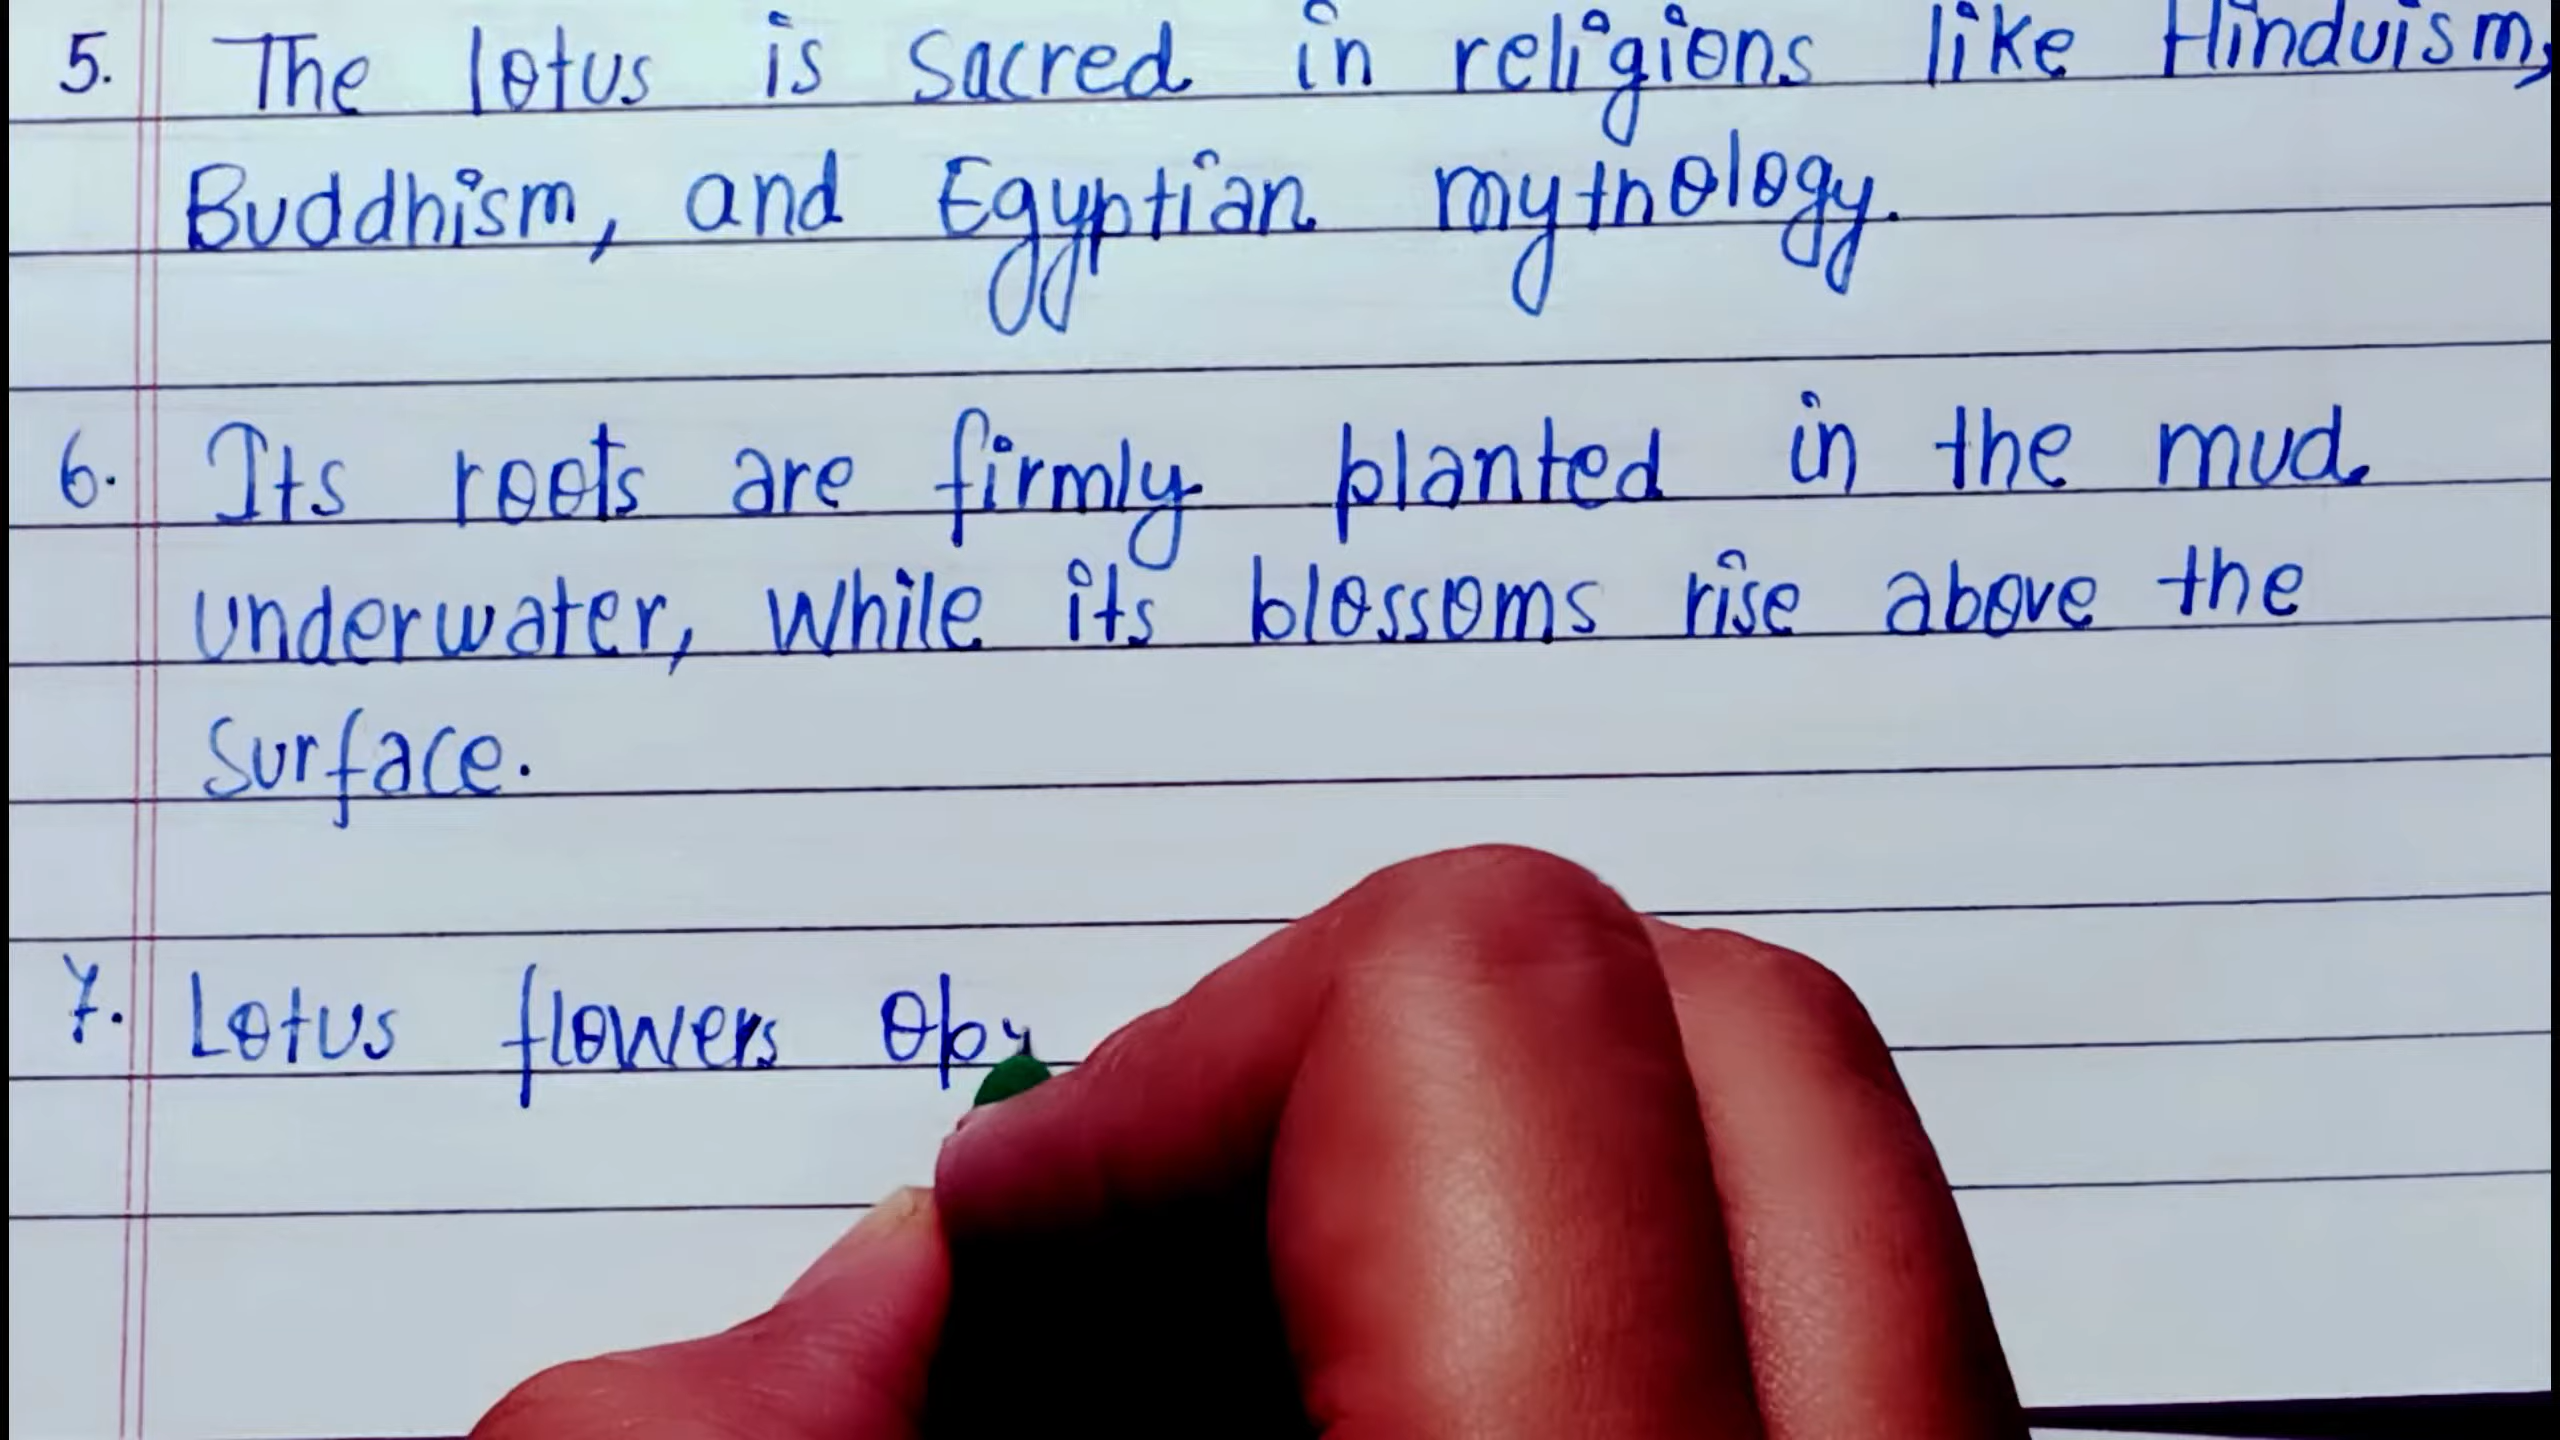 5. The lotus is sacred in religions like Hinduism,
Buddhism, and Egyptian mythology.
6. Its roots are firmly planted in the mud
underwater, while its blossoms rise above the
surface.
7. Lotus flowers